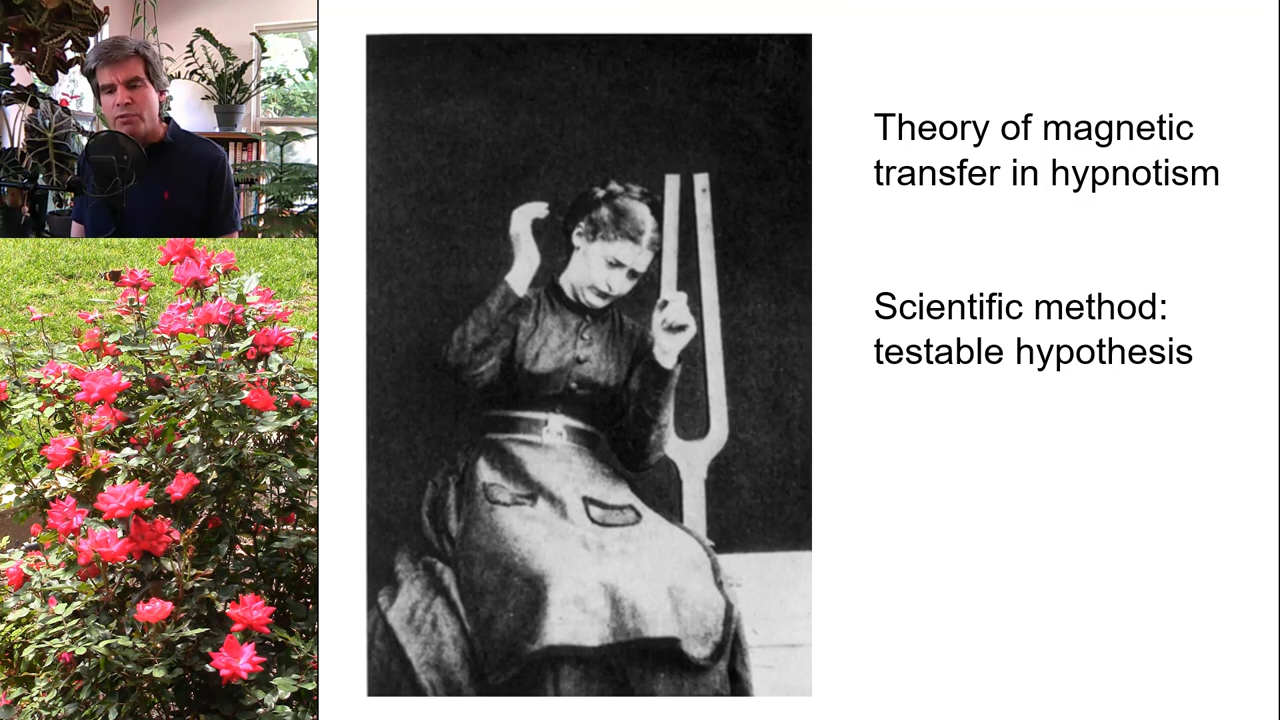 Theory of magnetic
transfer in hypnotism
Scientific method:
testable hypothesis